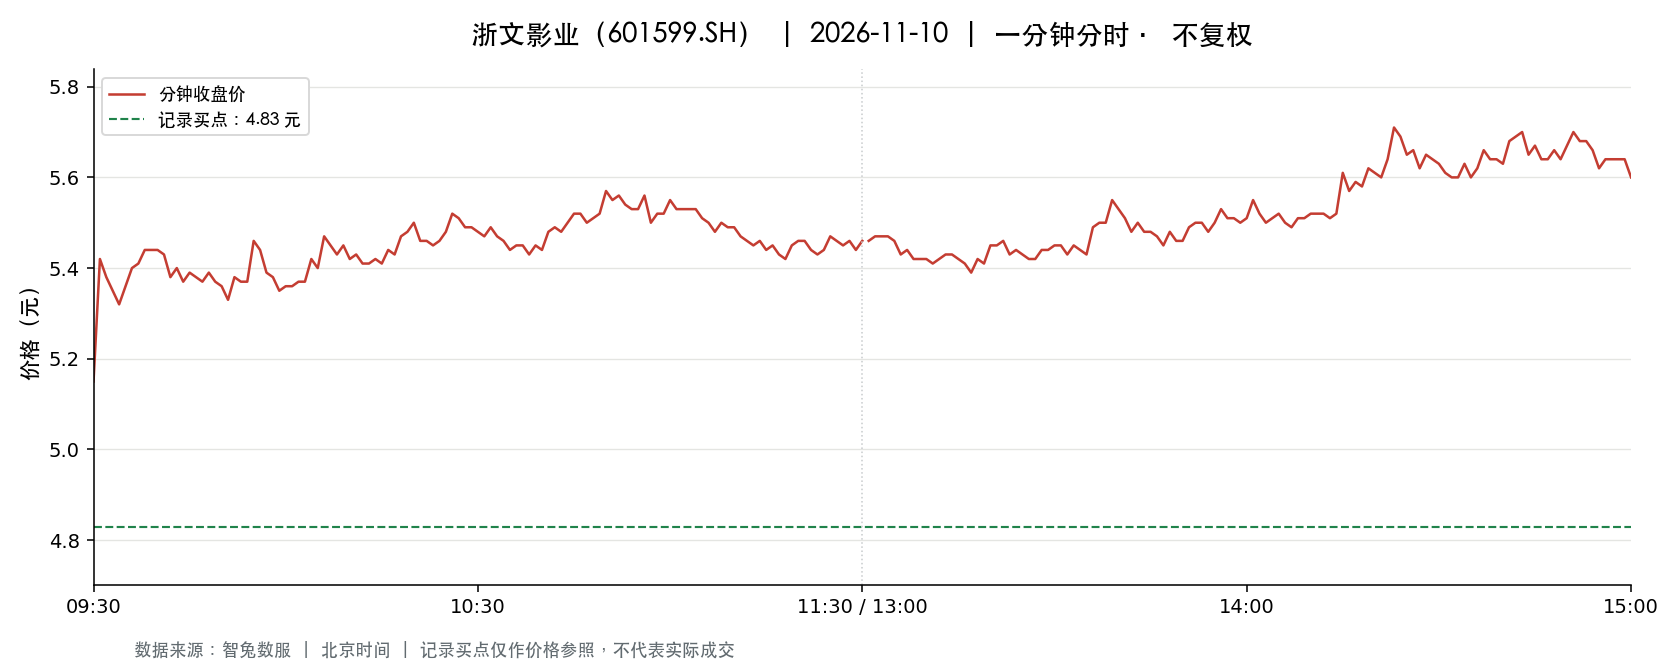 浙文影业（601599.SH） | 2026-11-10 | 一分钟分时 · 不复权
分钟收盘价
记录买点：4.83 元
价格（元）
5.8
5.6
5.4
5.2
5.0
4.8
09:30
10:30
11:30 / 13:00
14:00
15:00
数据来源：智兔数服 | 北京时间 | 记录买点仅作价格参照，不代表实际成交